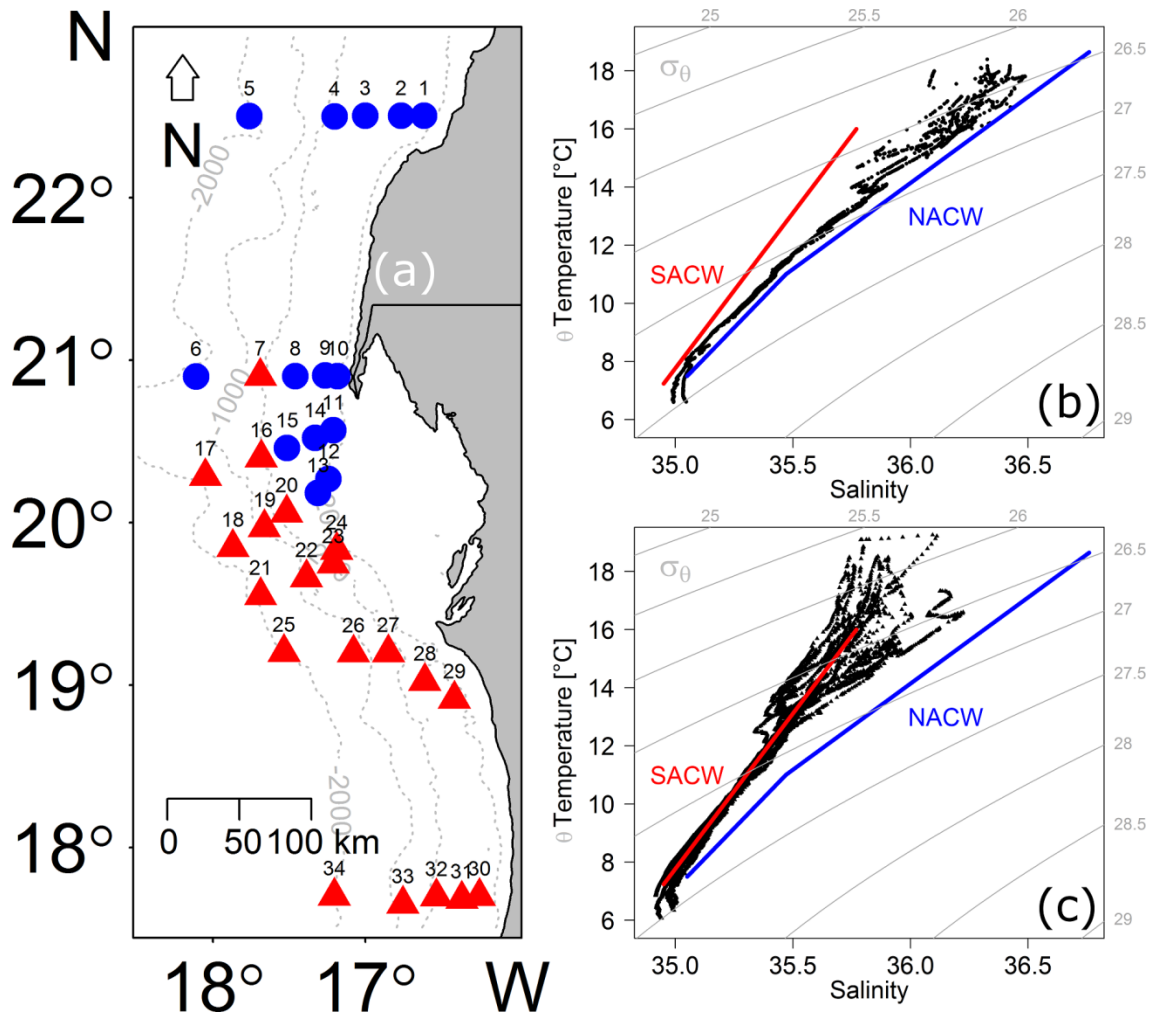 N
N
5 4 3 2 1
2000
22°
(a)
21°
6 7 8 9 10
1000
15 14 11
17 16 12
13
20°
18 19 20 24
23
21 22
25 26 27
19°
28
29
0 50 100 km
2000
18°
34 33 32 31 30
18° 17° W
25 25.5 26
26.5
27
27.5
28
28.5
29
σθ
18
16
14
12
10
8
6
θ Temperature [°C]
SACW
NACW
(b)
35.0 35.5 36.0 36.5
Salinity
25 25.5 26
26.5
27
27.5
28
28.5
29
σθ
18
16
14
12
10
8
6
θ Temperature [°C]
SACW
NACW
(c)
35.0 35.5 36.0 36.5
Salinity